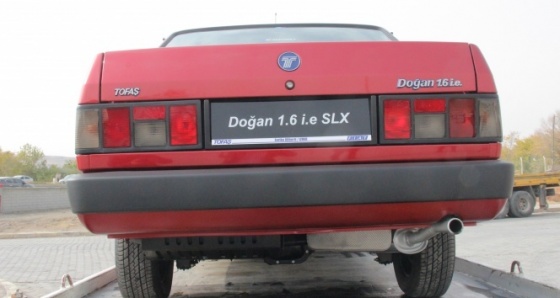 T
TOFAŞ
Doğan 1.6 i.e.
Doğan 1.6 i.e SLX